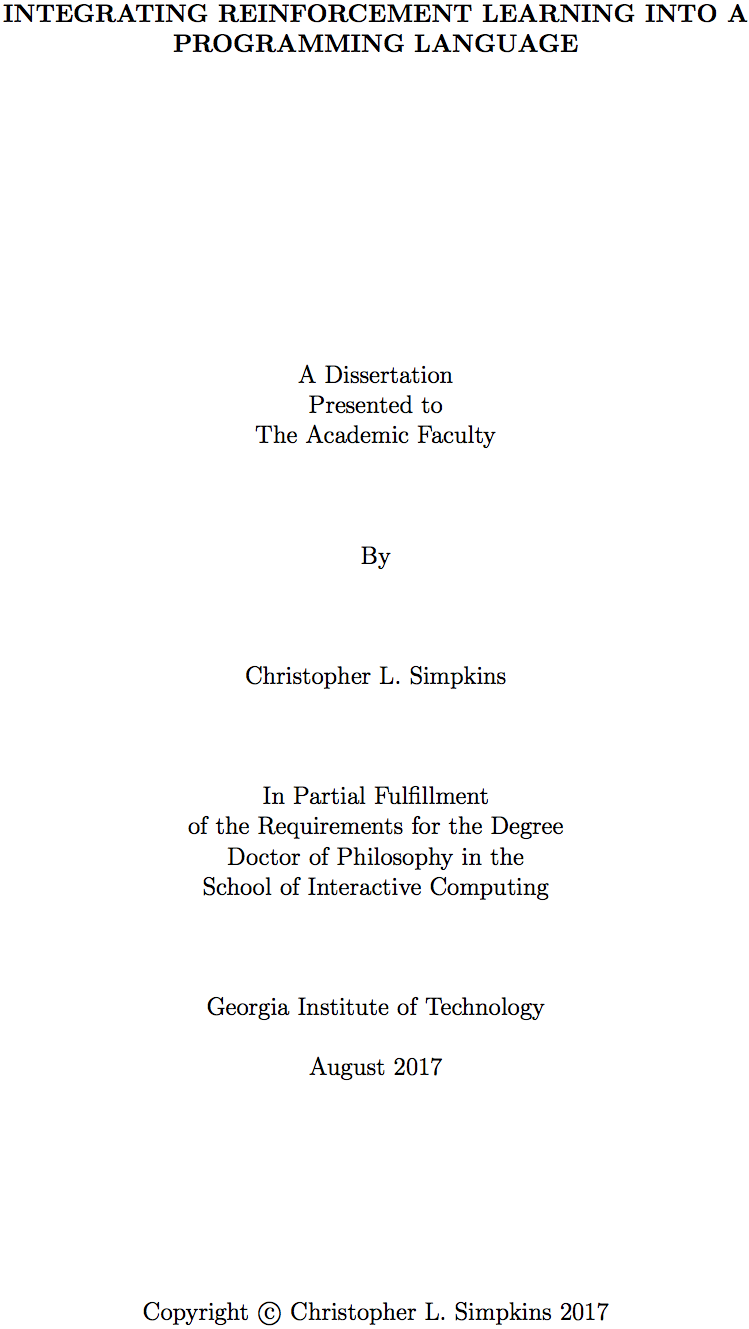 INTEGRATING REINFORCEMENT LEARNING INTO A
PROGRAMMING LANGUAGE
A Dissertation
Presented to
The Academic Faculty
By
Christopher L. Simpkins
In Partial Fulfillment
of the Requirements for the Degree
Doctor of Philosophy in the
School of Interactive Computing
Georgia Institute of Technology
August 2017
Copyright © Christopher L. Simpkins 2017